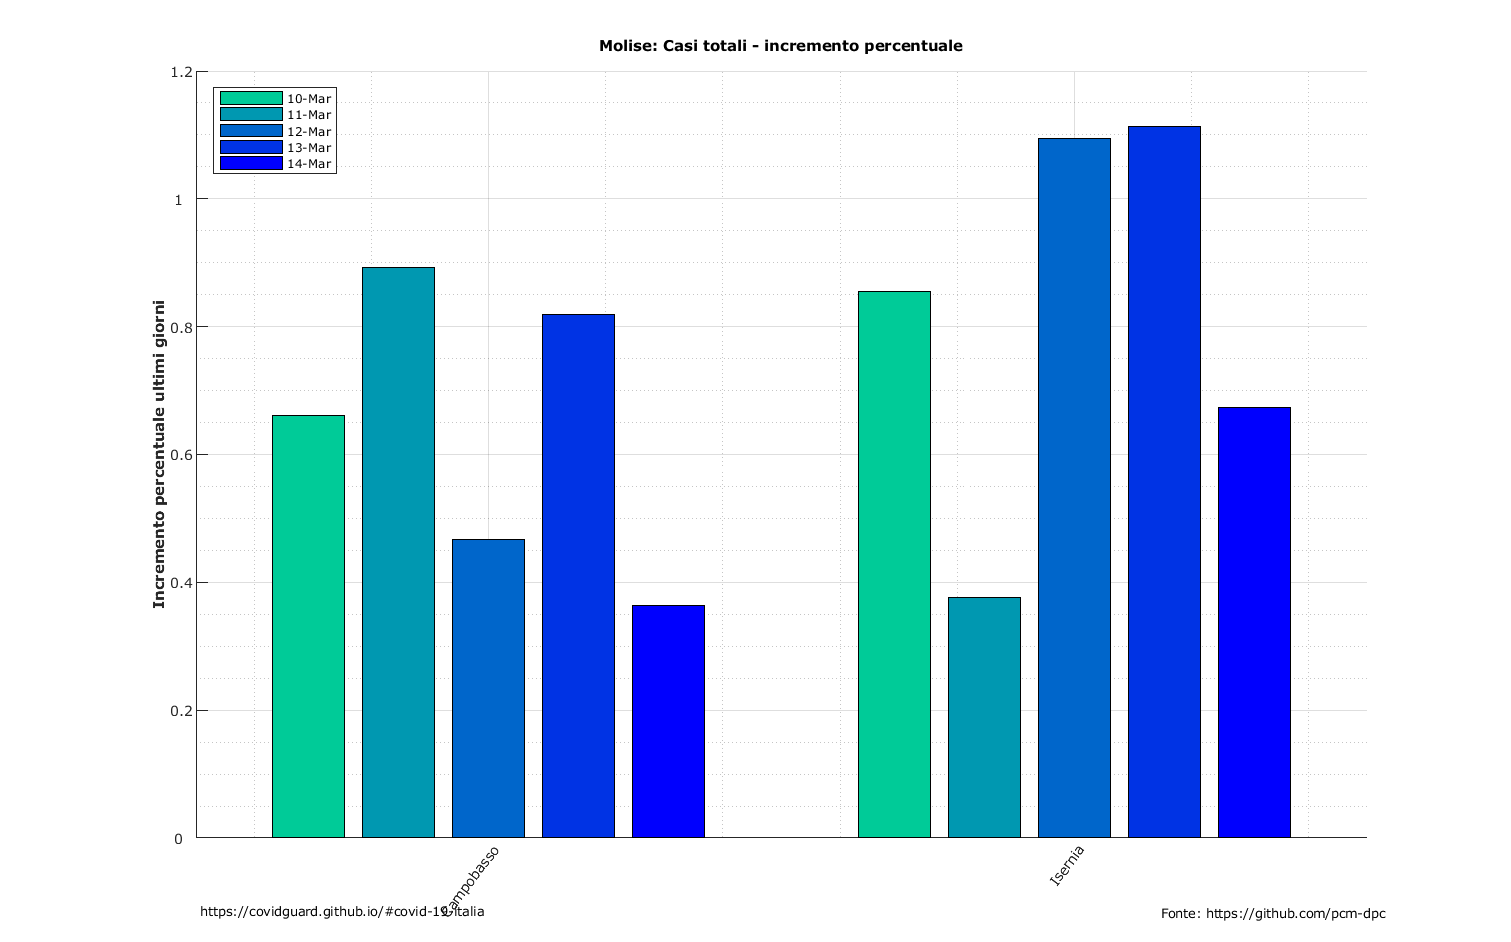 Molise: Casi totali - incremento percentuale
1.2
1
0.8
0.6
0.4
0.2
0
Incremento percentuale ultimi giorni
10-Mar
11-Mar
12-Mar
13-Mar
14-Mar
Campobasso
Isernia
https://covidguard.github.io/#covid-19-italia
Fonte: https://github.com/pcm-dpc